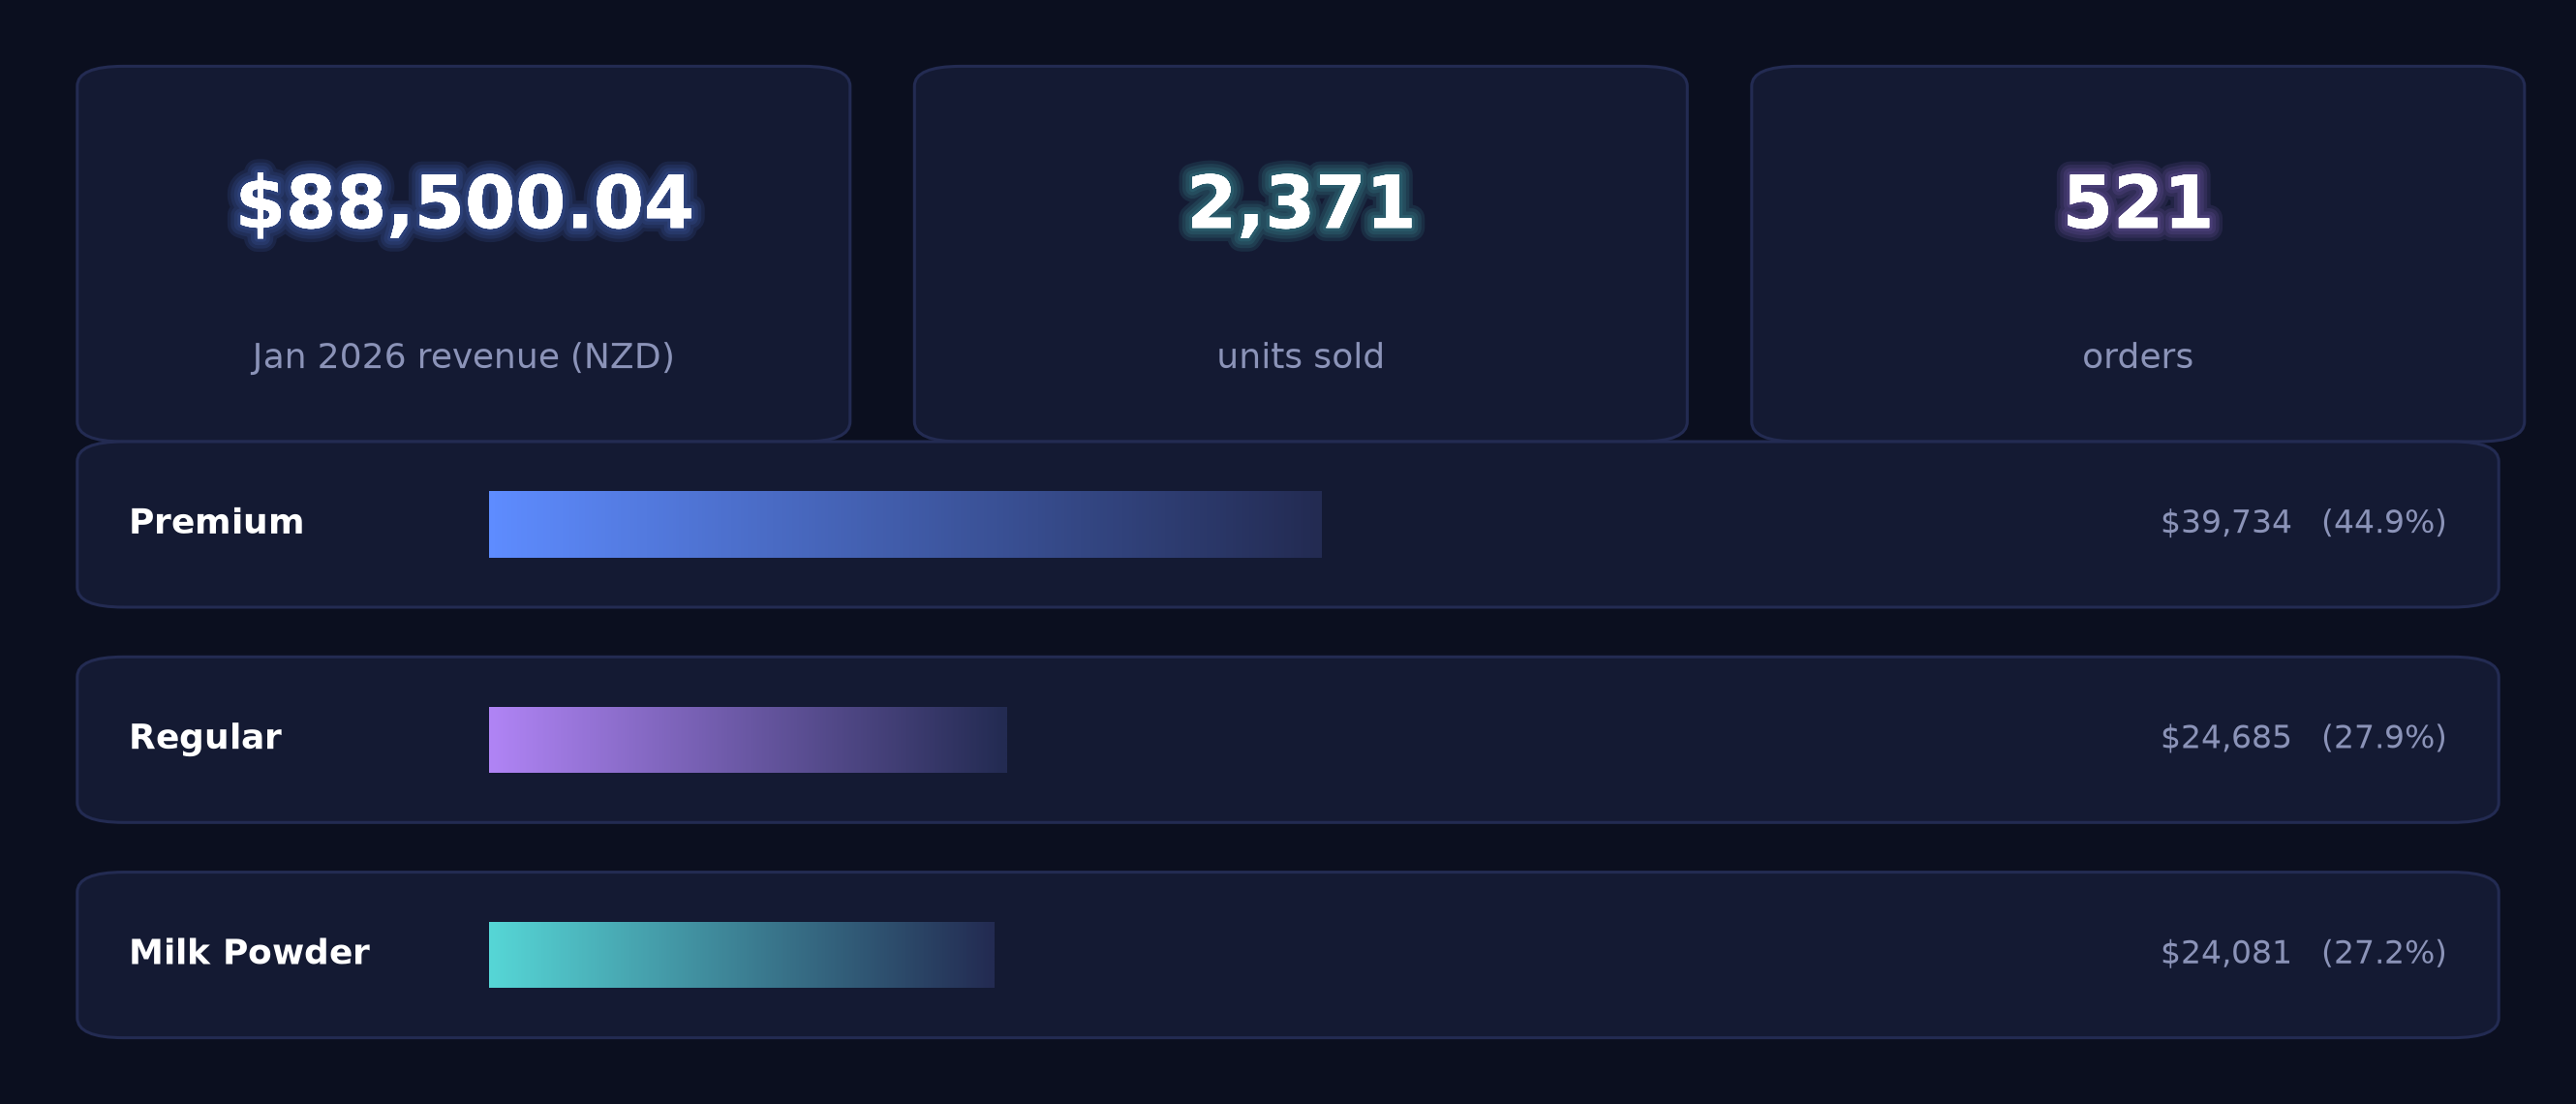 $88,500.04
Jan 2026 revenue (NZD)
2,371
units sold
521
orders
Premium $39,734 (44.9%)
Regular $24,685 (27.9%)
Milk Powder $24,081 (27.2%)